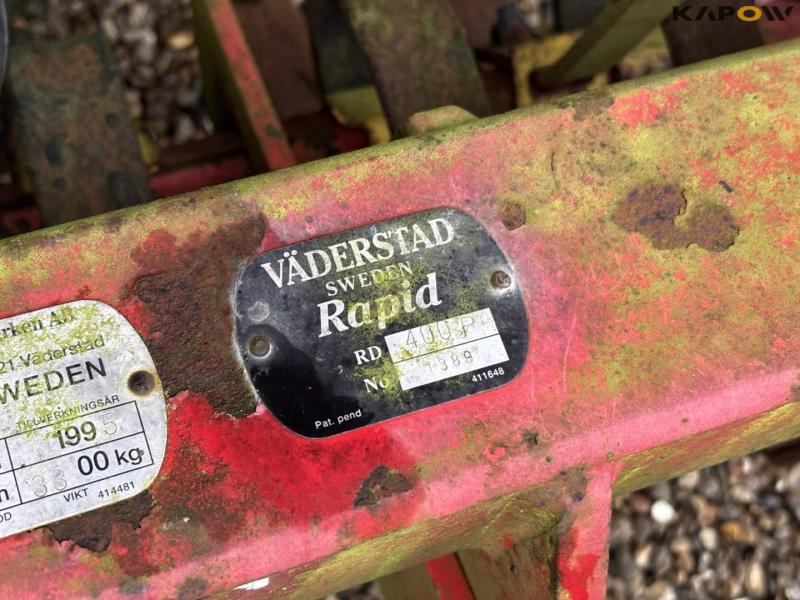 KAPOW
VÄDERSTAD
SWEDEN
Rapid
RD 400 P
No 1389
411648
Pat. pend
rken AB
21 Väderstad
WEDEN
TILLVERKNINGSÅR
1995
3300 kg
VIKT 414481